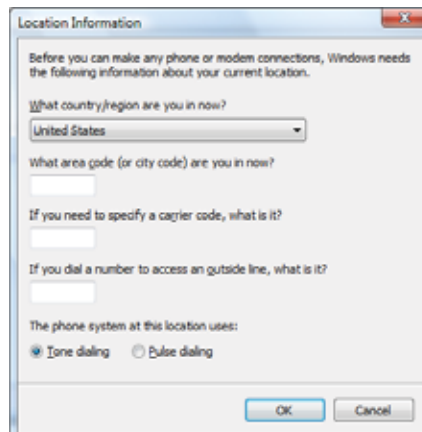 Location Information
Before you can make any phone or modem connections, Windows needs
the following information about your current location.
What country/region are you in now?
United States
What area code (or city code) are you in now?
If you need to specify a carrier code, what is it?
If you dial a number to access an outside line, what is it?
The phone system at this location uses:
Tone dialing Pulse dialing
OK Cancel